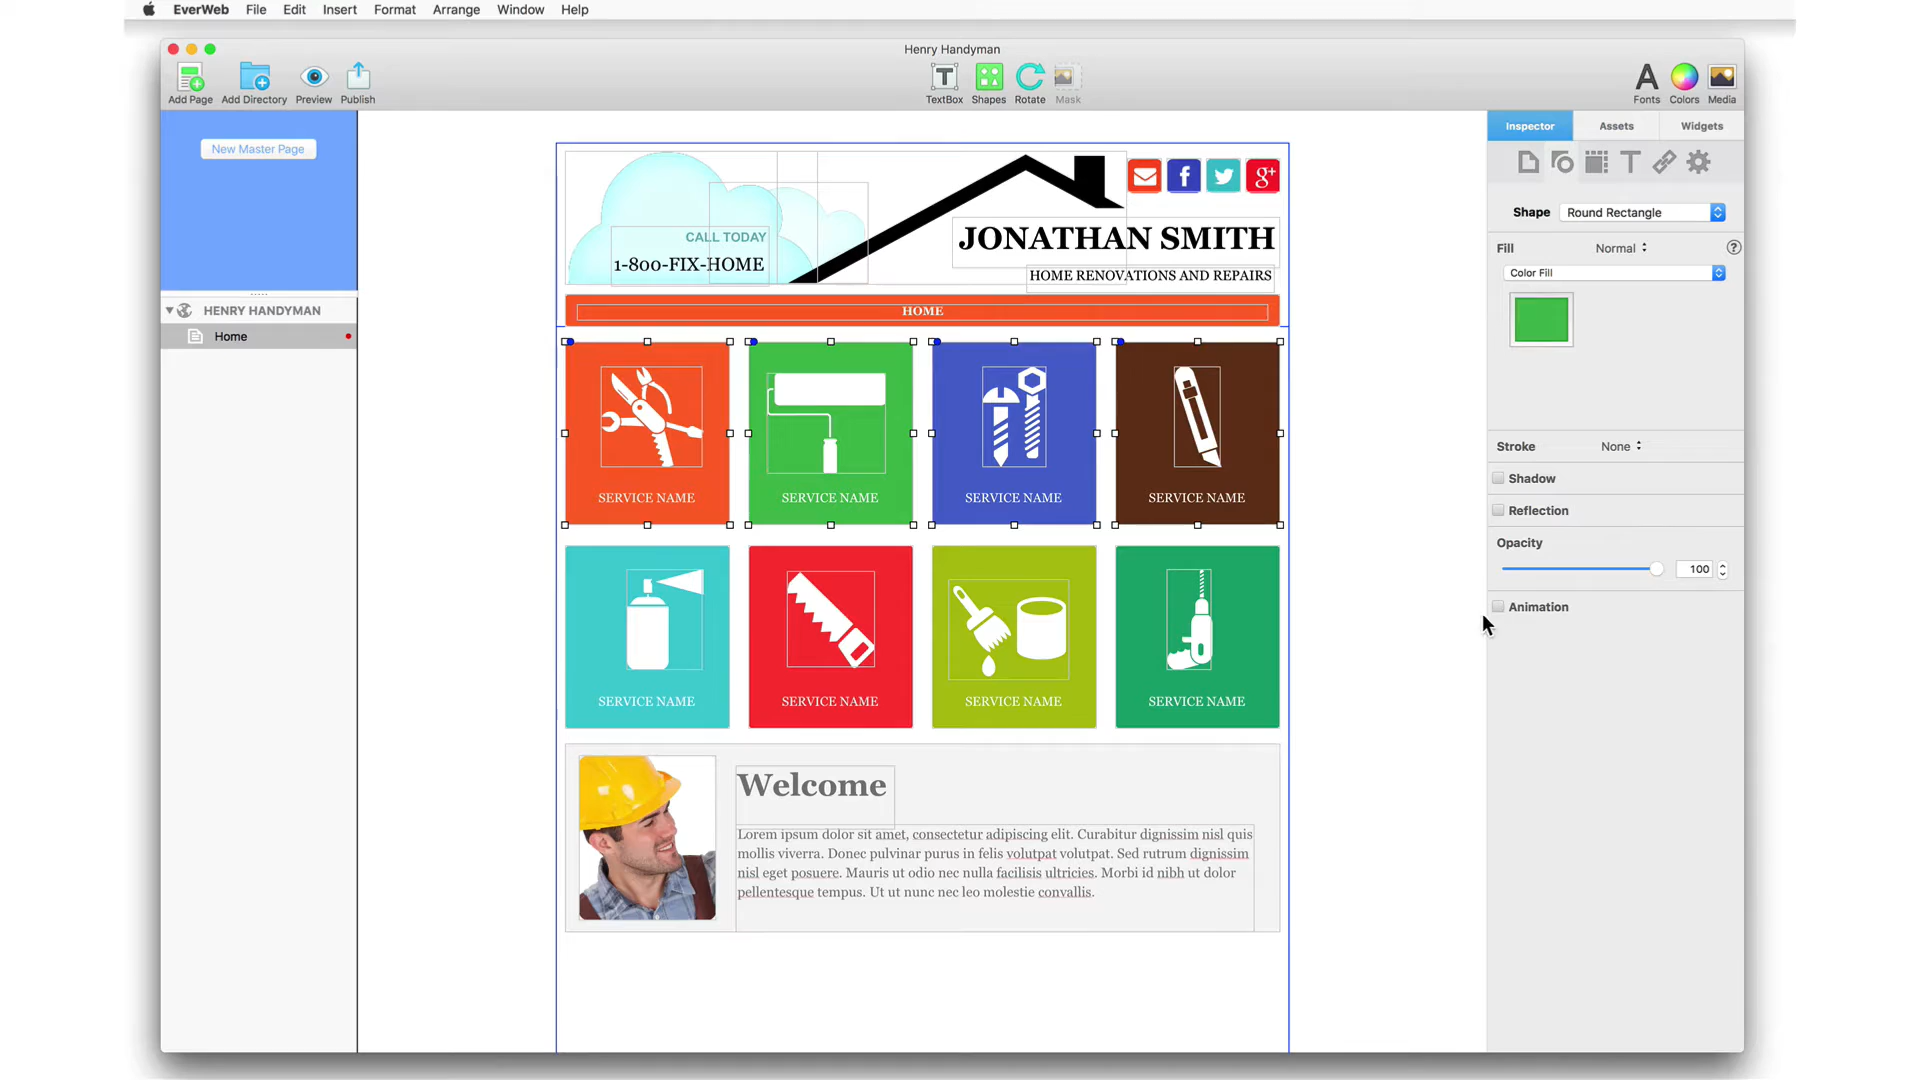 EverWeb File Edit Insert Format Arrange Window Help
Henry Handyman
Add Page Add Directory Preview Publish
TextBox Shapes Rotate Mask
Fonts Colors Media
New Master Page
HENRY HANDYMAN
Home
CALL TODAY
1-800-FIX-HOME
f
g+
JONATHAN SMITH
HOME RENOVATIONS AND REPAIRS
HOME
SERVICE NAME SERVICE NAME SERVICE NAME SERVICE NAME
SERVICE NAME SERVICE NAME SERVICE NAME SERVICE NAME
Welcome
Lorem ipsum dolor sit amet, consectetur adipiscing elit. Curabitur dignissim nisl quis
mollis viverra. Donec pulvinar purus in felis volutpat volutpat. Sed rutrum dignissim
nisl eget posuere. Mauris ut odio nec nulla facilisis ultricies. Morbi id nibh ut dolor
pellentesque tempus. Ut ut nunc nec leo molestie convallis.
Inspector Assets Widgets
Shape Round Rectangle
Fill Normal ?
Color Fill
Stroke None
Shadow
Reflection
Opacity
100
Animation